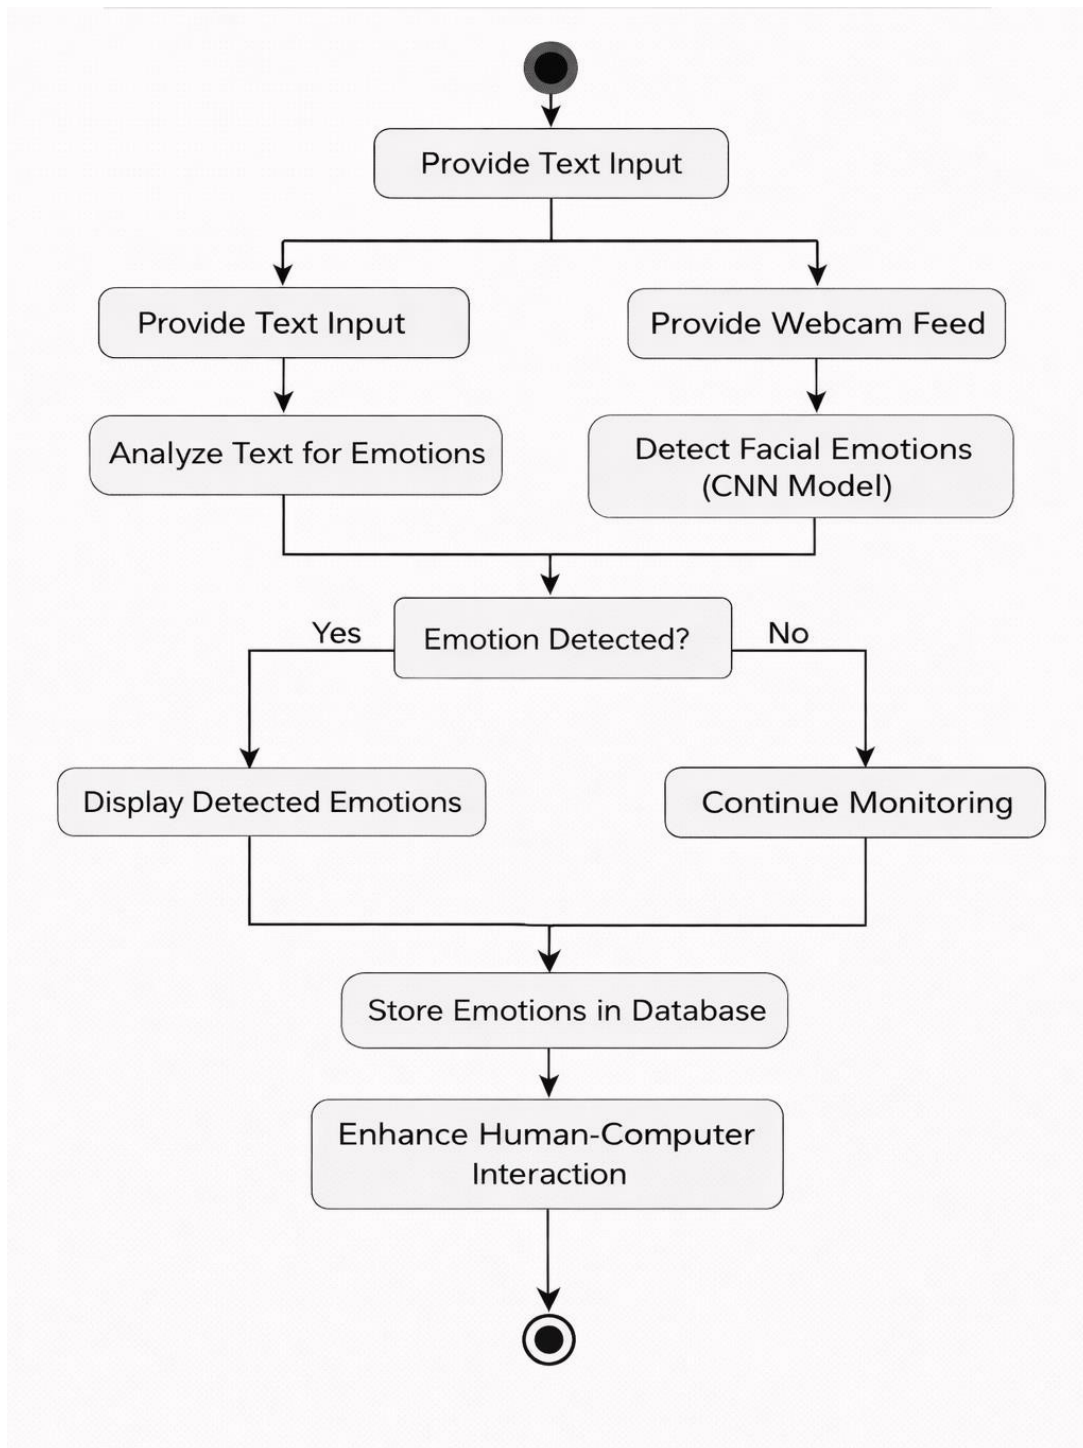 Provide Text Input
Provide Text Input
Provide Webcam Feed
Analyze Text for Emotions
Detect Facial Emotions
(CNN Model)
Yes
Emotion Detected?
No
Display Detected Emotions
Continue Monitoring
Store Emotions in Database
Enhance Human-Computer
Interaction